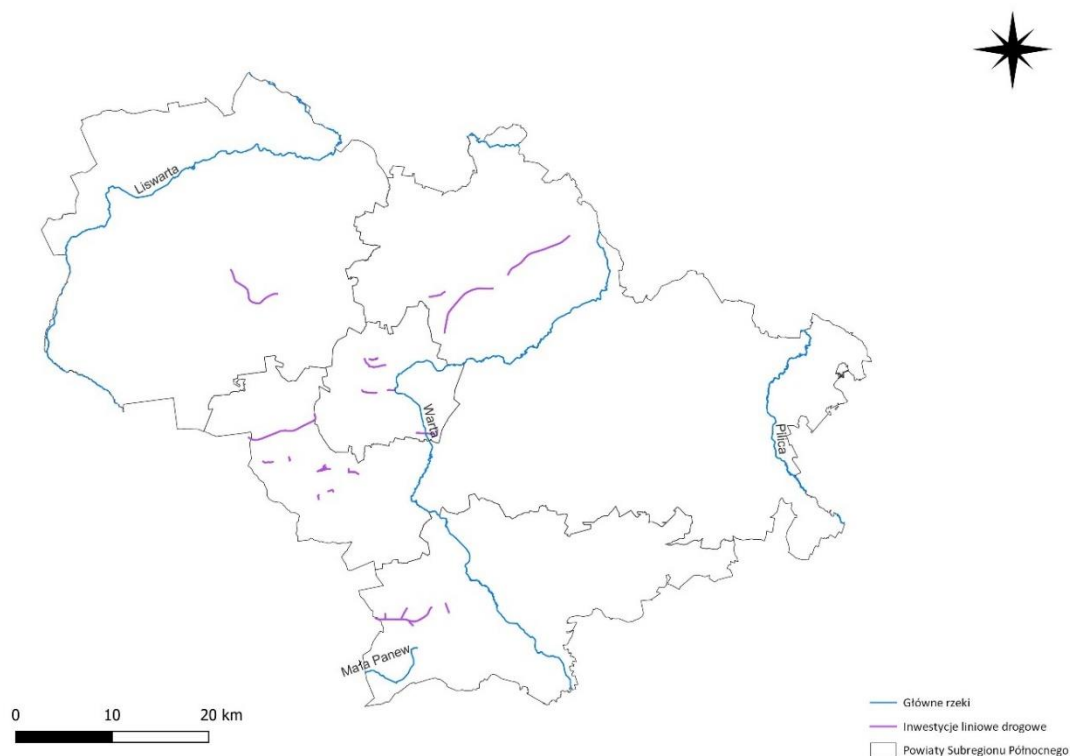 Liswarta
Warta
Pilica
Mała Panew
0 10 20 km
Główne rzeki
Inwestycje liniowe drogowe
Powiaty Subregionu Północnego